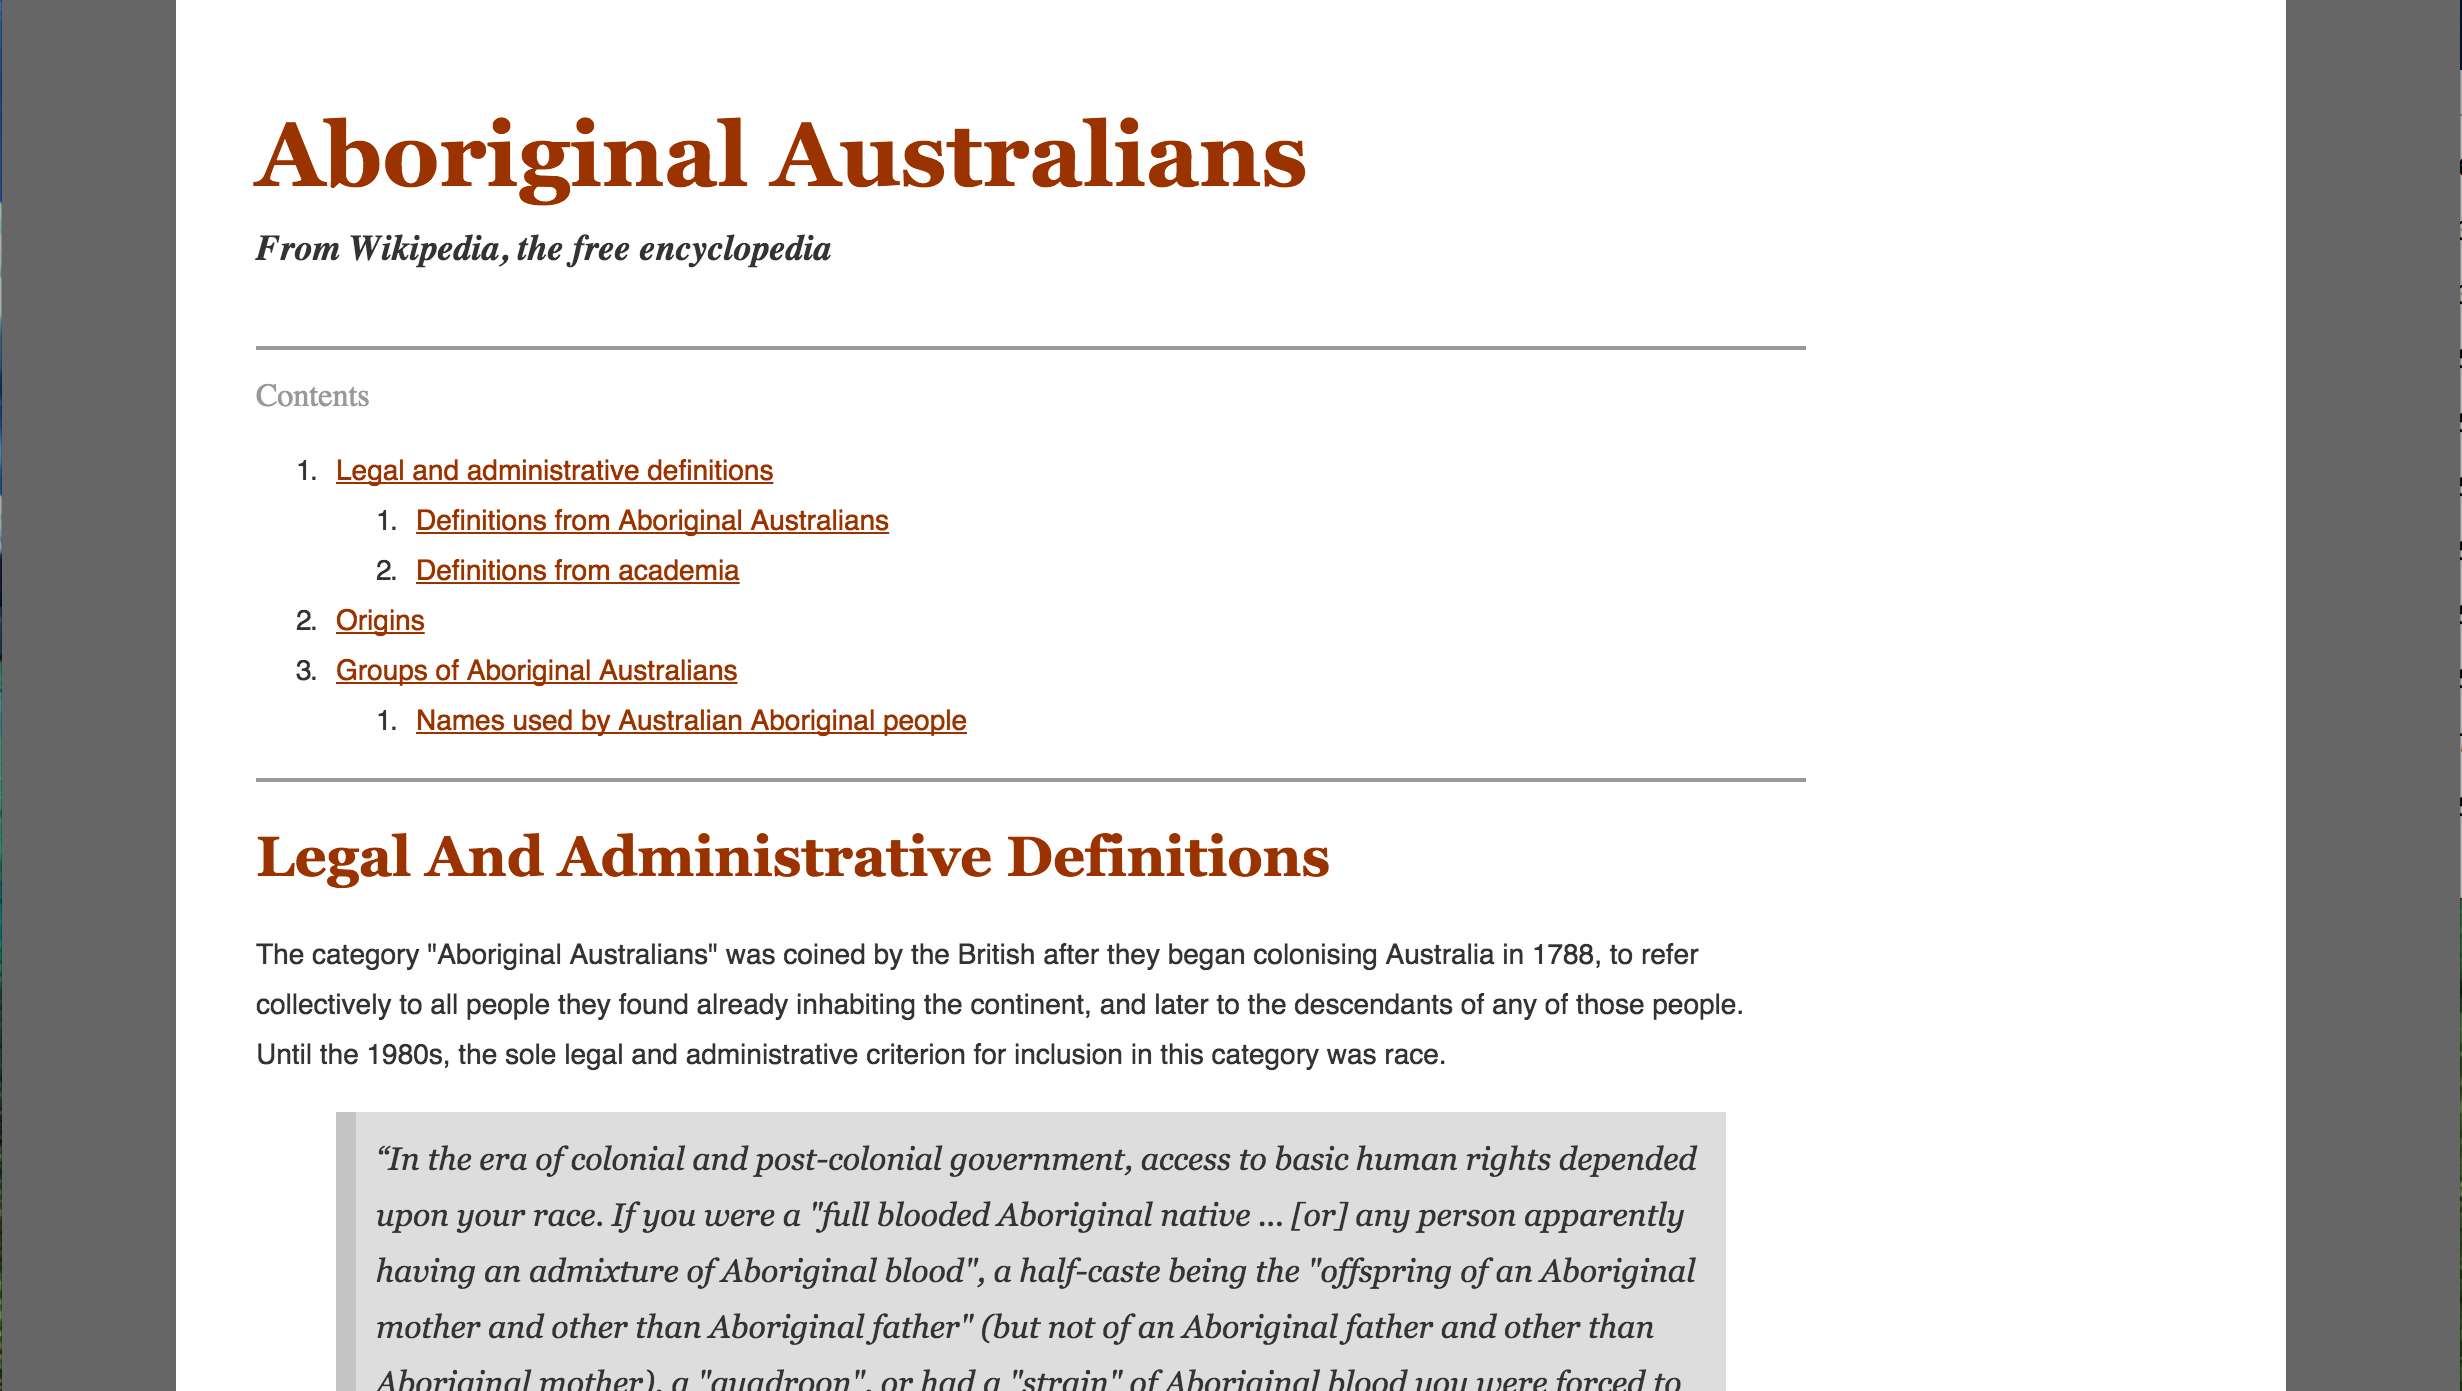 Aboriginal Australians
From Wikipedia, the free encyclopedia
Contents
1. Legal and administrative definitions
1. Definitions from Aboriginal Australians
2. Definitions from academia
2. Origins
3. Groups of Aboriginal Australians
1. Names used by Australian Aboriginal people
Legal And Administrative Definitions
The category "Aboriginal Australians" was coined by the British after they began colonising Australia in 1788, to refer
collectively to all people they found already inhabiting the continent, and later to the descendants of any of those people.
Until the 1980s, the sole legal and administrative criterion for inclusion in this category was race.
“In the era of colonial and post-colonial government, access to basic human rights depended
upon your race. If you were a "full blooded Aboriginal native ... [or] any person apparently
having an admixture of Aboriginal blood", a half-caste being the "offspring of an Aboriginal
mother and other than Aboriginal father" (but not of an Aboriginal father and other than
Aboriginal mother), a "quadroon", or had a "strain" of Aboriginal blood you were forced to